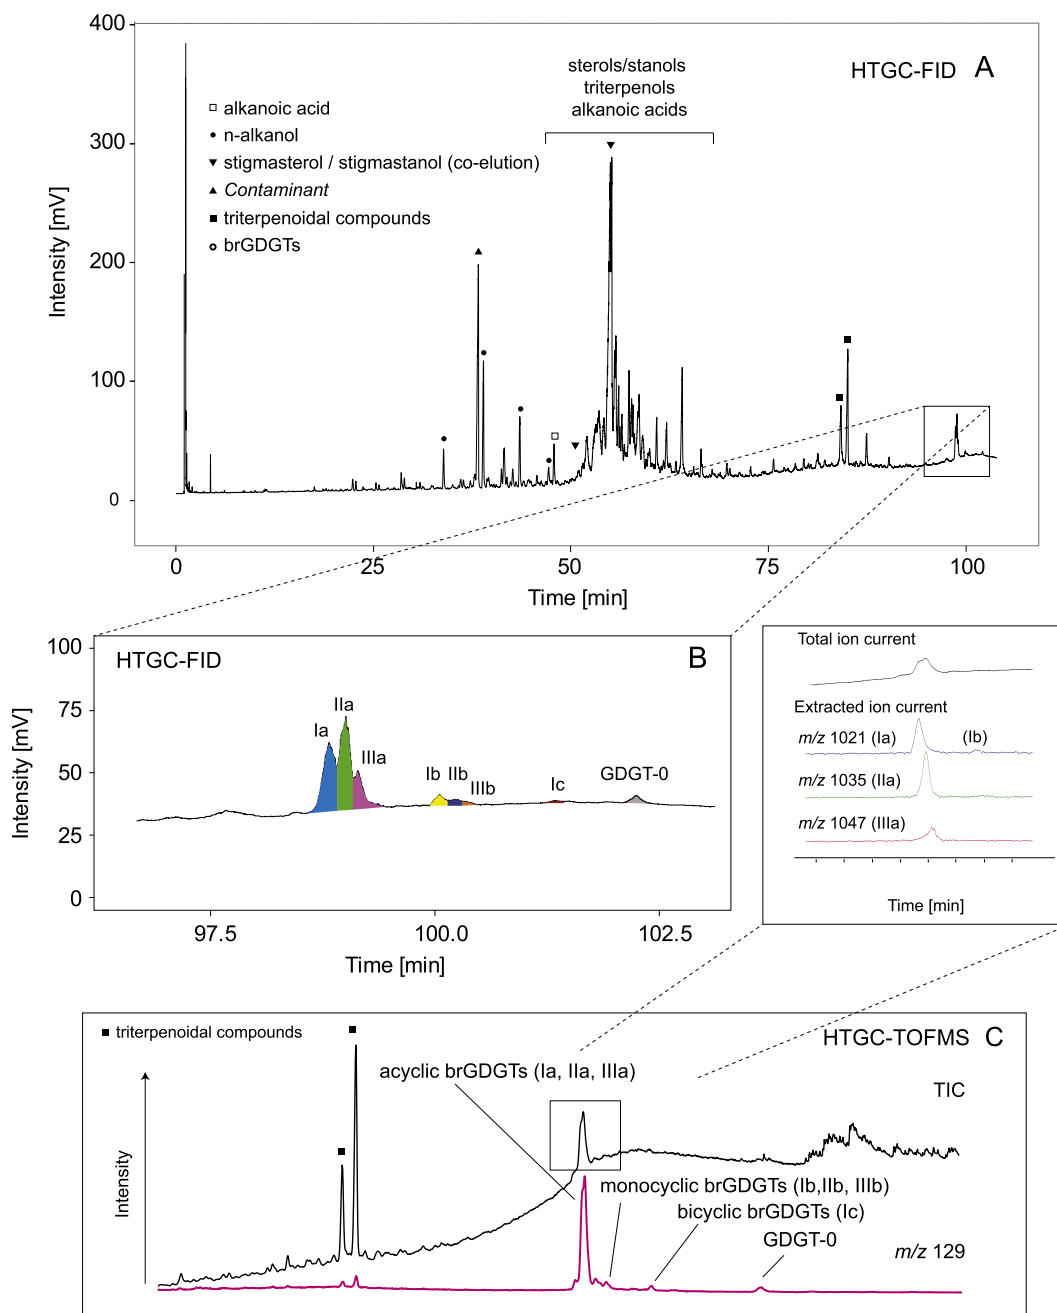 400
300
200
100
0
Intensity [mV]
HTGC-FID A
sterols/stanols
triterpenols
alkanoic acids
alkanoic acid
n-alkanol
stigmasterol / stigmastanol (co-elution)
Contaminant
triterpenoidal compounds
brGDGTs
0 25 50 75 100
Time [min]
HTGC-FID B
100
75
50
25
0
Intensity [mV]
Ia
IIa
IIIa
Ib
IIb
IIIb
Ic
GDGT-0
97.5 100.0 102.5
Time [min]
Total ion current
Extracted ion current
m/z 1021 (Ia) (Ib)
m/z 1035 (IIa)
m/z 1047 (IIIa)
Time [min]
triterpenoidal compounds
HTGC-TOFMS C
acyclic brGDGTs (Ia, IIa, IIIa)
TIC
Intensity
monocyclic brGDGTs (Ib,IIb, IIIb)
bicyclic brGDGTs (Ic)
GDGT-0
m/z 129